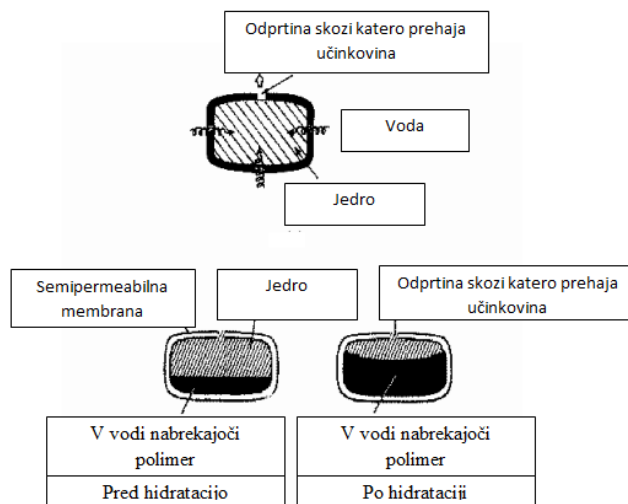 Odprtina skozi katero prehaja
učinkovina
Voda
Jedro
Semipermeabilna
membrana
Jedro
Odprtina skozi katero prehaja
učinkovina
V vodi nabrekajoči
polimer
Pred hidratacijo
V vodi nabrekajoči
polimer
Po hidrataciji